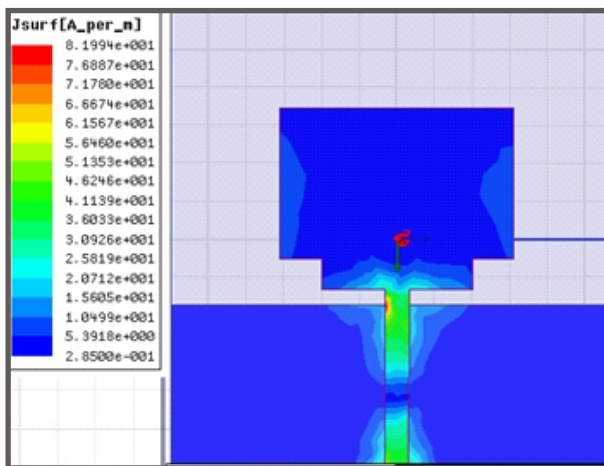 Jsurf[A_per_m]
8.1994e+001
7.6887e+001
7.1780e+001
6.6674e+001
6.1567e+001
5.6460e+001
5.1353e+001
4.6246e+001
4.1139e+001
3.6033e+001
3.0926e+001
2.5819e+001
2.0712e+001
1.5605e+001
1.0499e+001
5.3918e+000
2.8500e-001